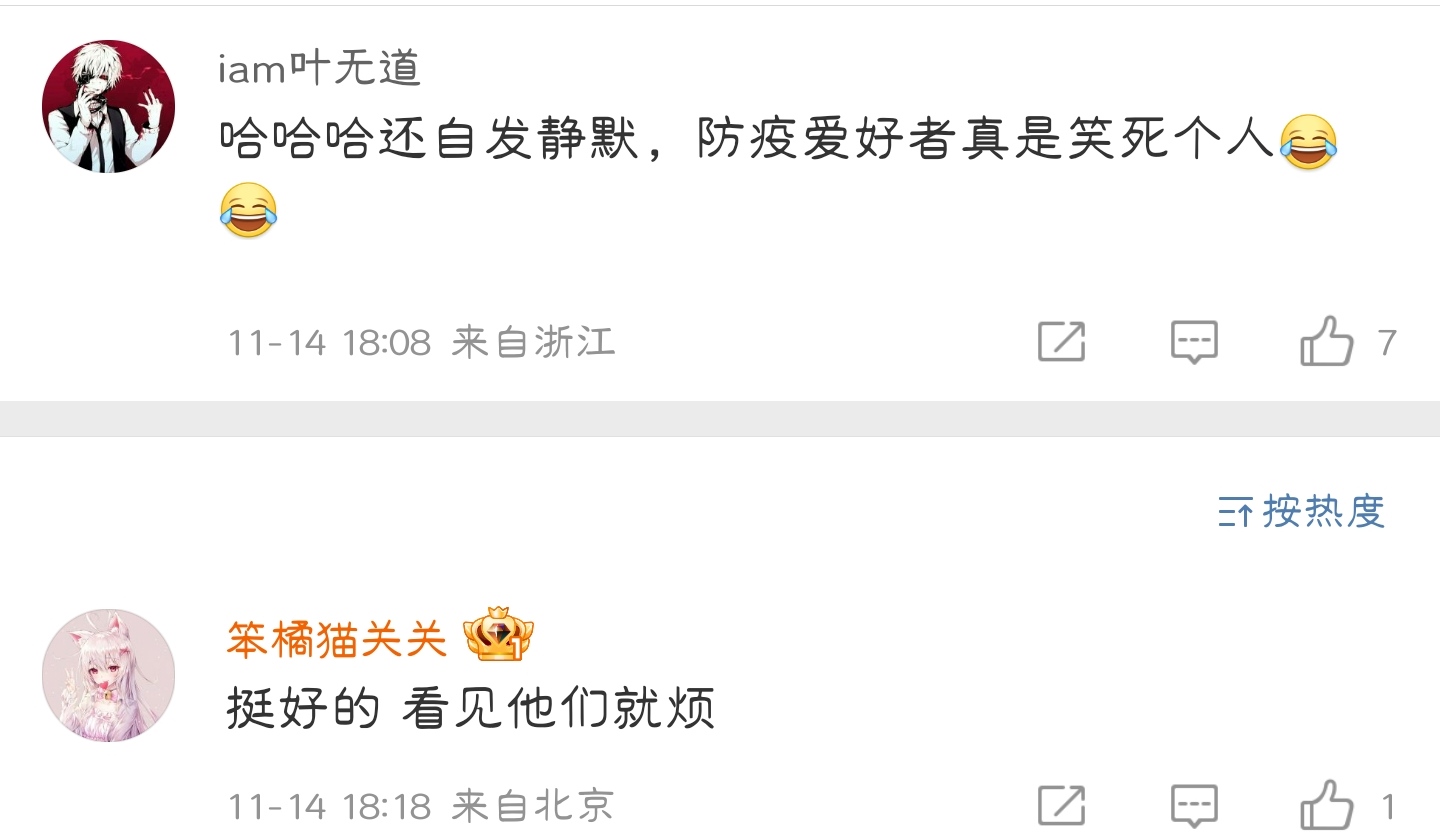 iam叶无道
哈哈哈还自发静默，防疫爱好者真是笑死个人😂
😂
11-14 18:08 来自浙江
7
按热度
笨橘猫关关
1
挺好的 看见他们就烦
11-14 18:18 来自北京
1